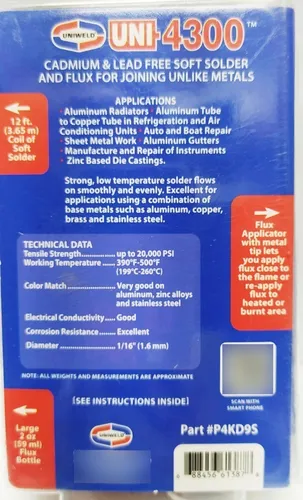 UNIWELD
UNI-4300™
CADMIUM & LEAD FREE SOFT SOLDER
AND FLUX FOR JOINING UNLIKE METALS
12 ft.
(3.65 m)
Coil of
Soft
Solder
APPLICATIONS
· Aluminum Radiators · Aluminum Tube
to Copper Tube in Refrigeration and Air
Conditioning Units · Auto and Boat Repair
· Sheet Metal Work · Aluminum Gutters
· Manufacture and Repair of Instruments
· Zinc Based Die Castings.
Strong, low temperature solder flows
on smoothly and evenly. Excellent for
applications using a combination of
base metals such as aluminum, copper,
brass and stainless steel.
Flux
Applicator
with metal
tip lets
you apply
flux close to
the flame or
re-apply
flux to
heated or
burnt area
TECHNICAL DATA
Tensile Strength............. up to 20,000 PSI
Working Temperature .... 390°F-500°F
(199°C-260°C)
Color Match .................... Very good on
aluminum, zinc alloys
and stainless steel
Electrical Conductivity .... Good
Corrosion Resistance ...... Excellent
Diameter ......................... 1/16" (1.6 mm)
NOTE: ALL WEIGHTS AND MEASUREMENTS ARE APPROXIMATE
SCAN WITH
SMART PHONE
[SEE INSTRUCTIONS INSIDE]
Large
2 oz
(59 ml)
Flux
Bottle
UNIWELD
Part #P4KD9S